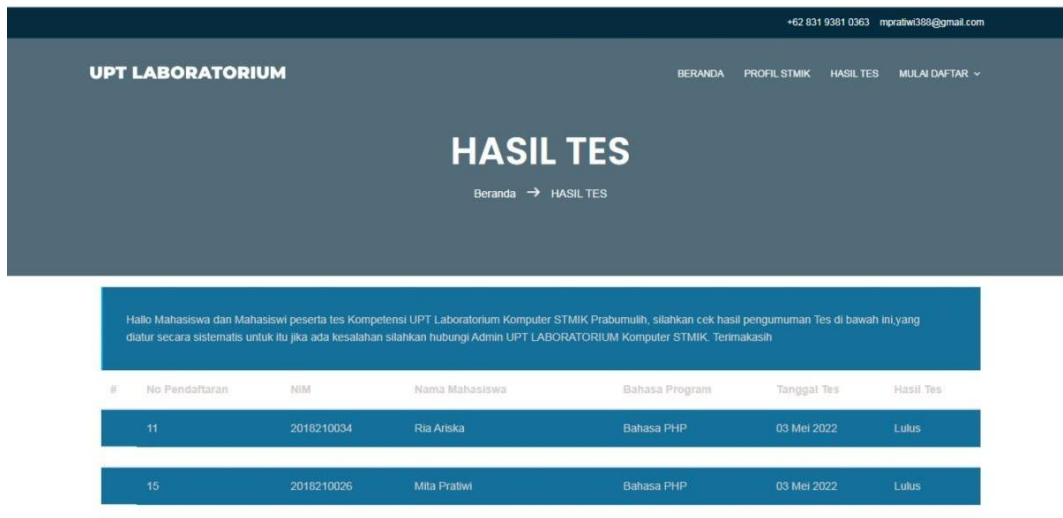 +62 831 9381 0363 mpratiwi388@gmail.com
UPT LABORATORIUM BERANDA PROFIL STMIK HASIL TES MULAI DAFTAR
HASIL TES
Beranda → HASIL TES
Hallo Mahasiswa dan Mahasiswi peserta tes Kompetensi UPT Laboratorium Komputer STMIK Prabumulih, silahkan cek hasil pengumuman Tes di bawah ini,yang
diatur secara sistematis untuk itu jika ada kesalahan silahkan hubungi Admin UPT LABORATORIUM Komputer STMIK. Terimakasih
# No Pendaftaran NIM Nama Mahasiswa Bahasa Program Tanggal Tes Hasil Tes
11 2018210034 Ria Ariska Bahasa PHP 03 Mei 2022 Lulus
15 2018210026 Mita Pratiwi Bahasa PHP 03 Mei 2022 Lulus